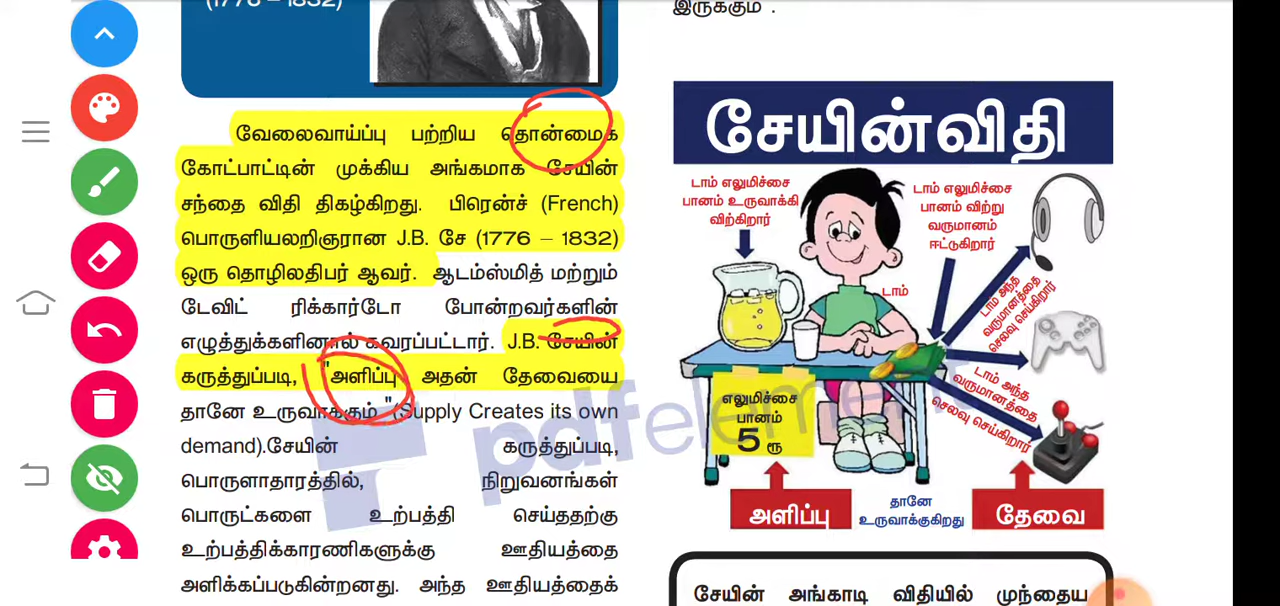 (1776 – 1832)
வேலைவாய்ப்பு பற்றிய தொன்மைக்
கோட்பாட்டின் முக்கிய அங்கமாக சேயின்
சந்தை விதி திகழ்கிறது. பிரென்ச் (French)
பொருளியலறிஞரான J.B. சே (1776 – 1832)
ஒரு தொழிலதிபர் ஆவர். ஆடம்ஸ்மித் மற்றும்
டேவிட் ரிக்கார்டோ போன்றவர்களின்
எழுத்துக்களினால் கவரப்பட்டார். J.B. சேயின்
கருத்துப்படி, "அளிப்பு அதன் தேவையை
தானே உருவாக்கும் "(Supply Creates its own
demand).சேயின் கருத்துப்படி,
பொருளாதாரத்தில், நிறுவனங்கள்
பொருட்களை உற்பத்தி செய்ததற்கு
உற்பத்திக்காரணிகளுக்கு ஊதியத்தை
அளிக்கப்படுகின்றனது. அந்த ஊதியத்தைக்
இருக்கும் .
சேயின்விதி
டாம் எலுமிச்சை
பானம் உருவாக்கி
விற்கிறார்
டாம் எலுமிச்சை
பானம் விற்று
வருமானம்
ஈட்டுகிறார்
டாம்
டாம் அந்த
வருமானத்தை
செலவு செய்கிறார்
டாம் அந்த
வருமானத்தை
செலவு செய்கிறார்
எலுமிச்சை
பானம்
5 ரூ
அளிப்பு
தானே
உருவாக்குகிறது
தேவை
சேயின் அங்காடி விதியில் முந்தைய
pdfelement